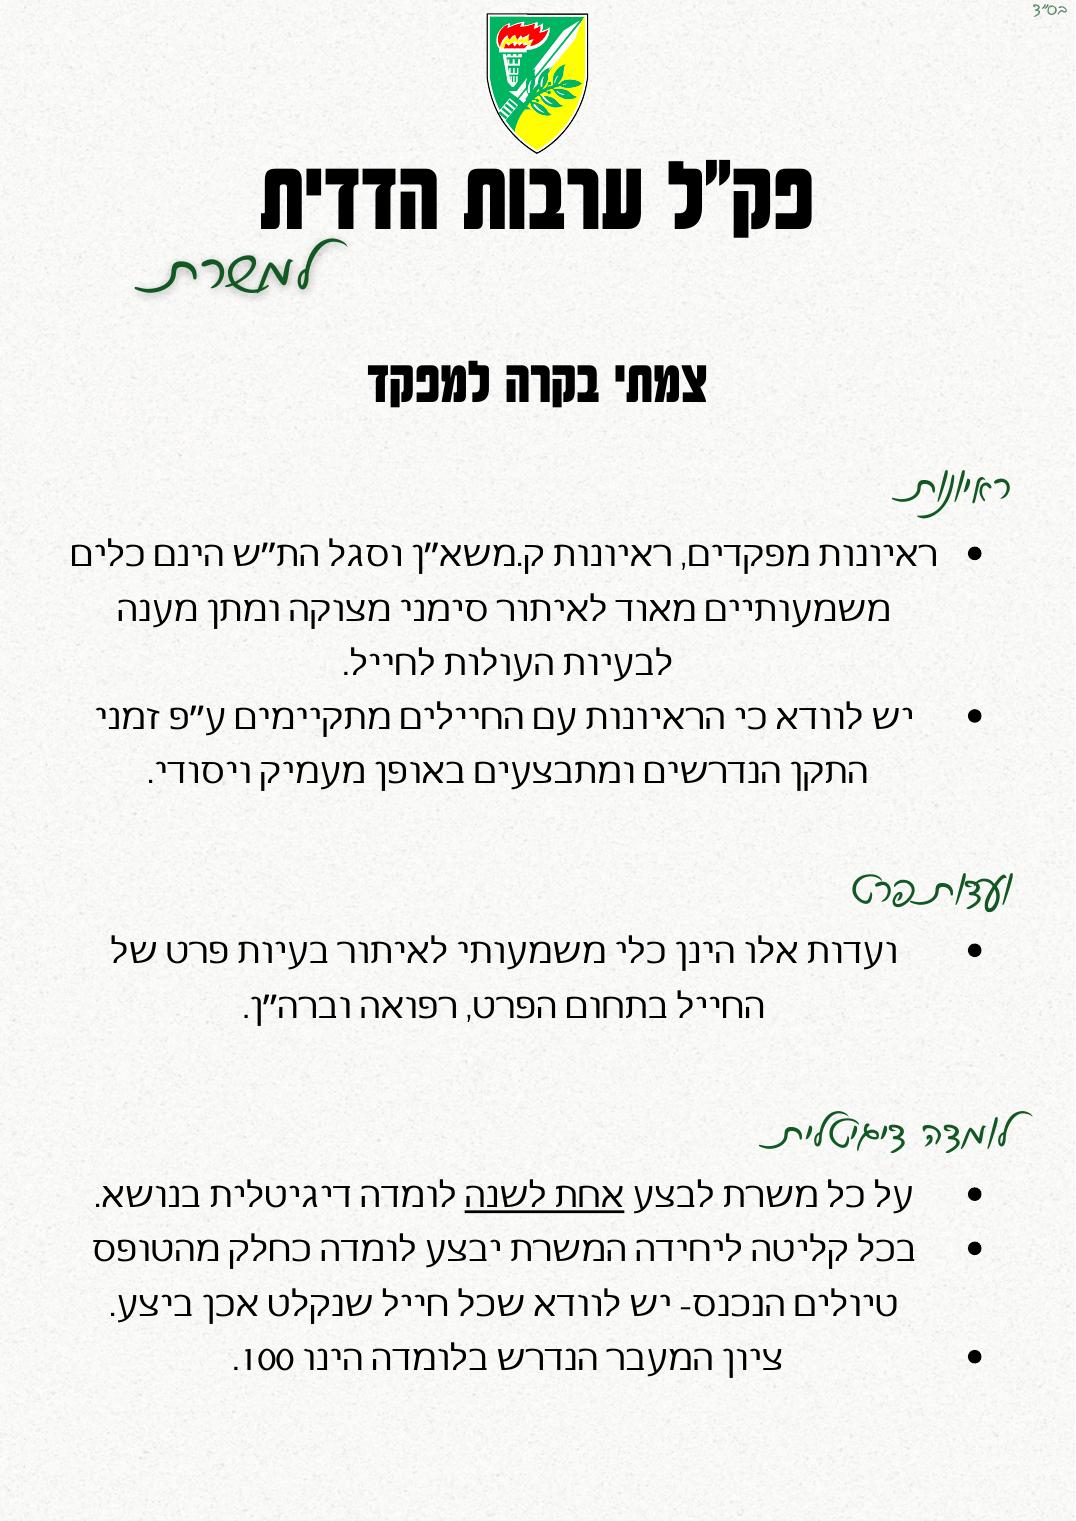 בס״ד
פק"ל ערבות הדדית
למשרת
צמתי בקרה למפקד
ראיונות
• ראיונות מפקדים, ראיונות ק.משא"ן וסגל הת"ש הינם כלים
משמעותיים מאוד לאיתור סימני מצוקה ומתן מענה
לבעיות העולות לחייל.
• יש לוודא כי הראיונות עם החיילים מתקיימים ע"פ זמני
התקן הנדרשים ומתבצעים באופן מעמיק ויסודי.
ועדות פרט
• ועדות אלו הינן כלי משמעותי לאיתור בעיות פרט של
החייל בתחום הפרט, רפואה וברה"ן.
לומדה דיגיטלית
• על כל משרת לבצע אחת לשנה לומדה דיגיטלית בנושא.
• בכל קליטה ליחידה המשרת יבצע לומדה כחלק מהטופס
טיולים הנכנס- יש לוודא שכל חייל שנקלט אכן ביצע.
• ציון המעבר הנדרש בלומדה הינו 100.